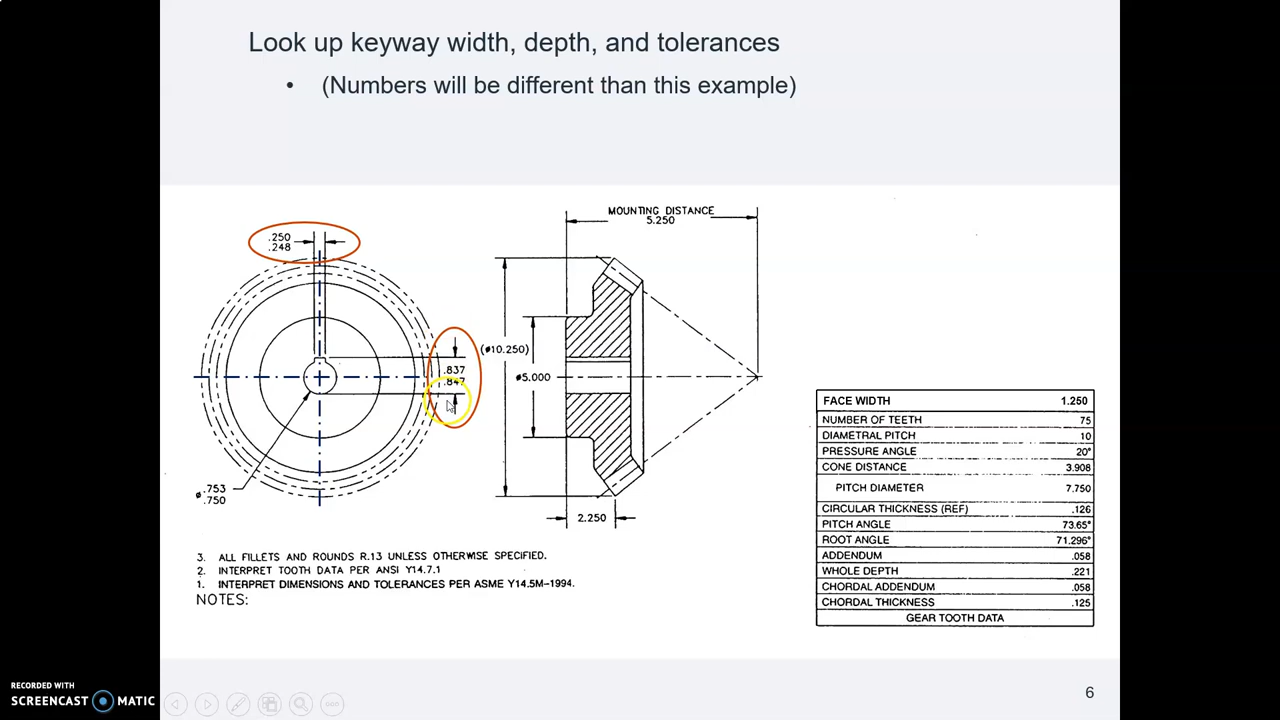 Look up keyway width, depth, and tolerances
• (Numbers will be different than this example)
MOUNTING DISTANCE
5.250
.250
.248
(ø10.250)
.837
.847
ø5.000
ø.753
.750
2.250
FACE WIDTH 1.250
NUMBER OF TEETH 75
DIAMETRAL PITCH 10
PRESSURE ANGLE 20°
CONE DISTANCE 3.908
PITCH DIAMETER 7.750
CIRCULAR THICKNESS (REF) .126
PITCH ANGLE 73.65°
ROOT ANGLE 71.296°
ADDENDUM .058
WHOLE DEPTH .221
CHORDAL ADDENDUM .058
CHORDAL THICKNESS .125
GEAR TOOTH DATA
3. ALL FILLETS AND ROUNDS R.13 UNLESS OTHERWISE SPECIFIED.
2. INTERPRET TOOTH DATA PER ANSI Y14.7.1
1. INTERPRET DIMENSIONS AND TOLERANCES PER ASME Y14.5M-1994.
NOTES:
RECORDED WITH
SCREENCAST MATIC
6